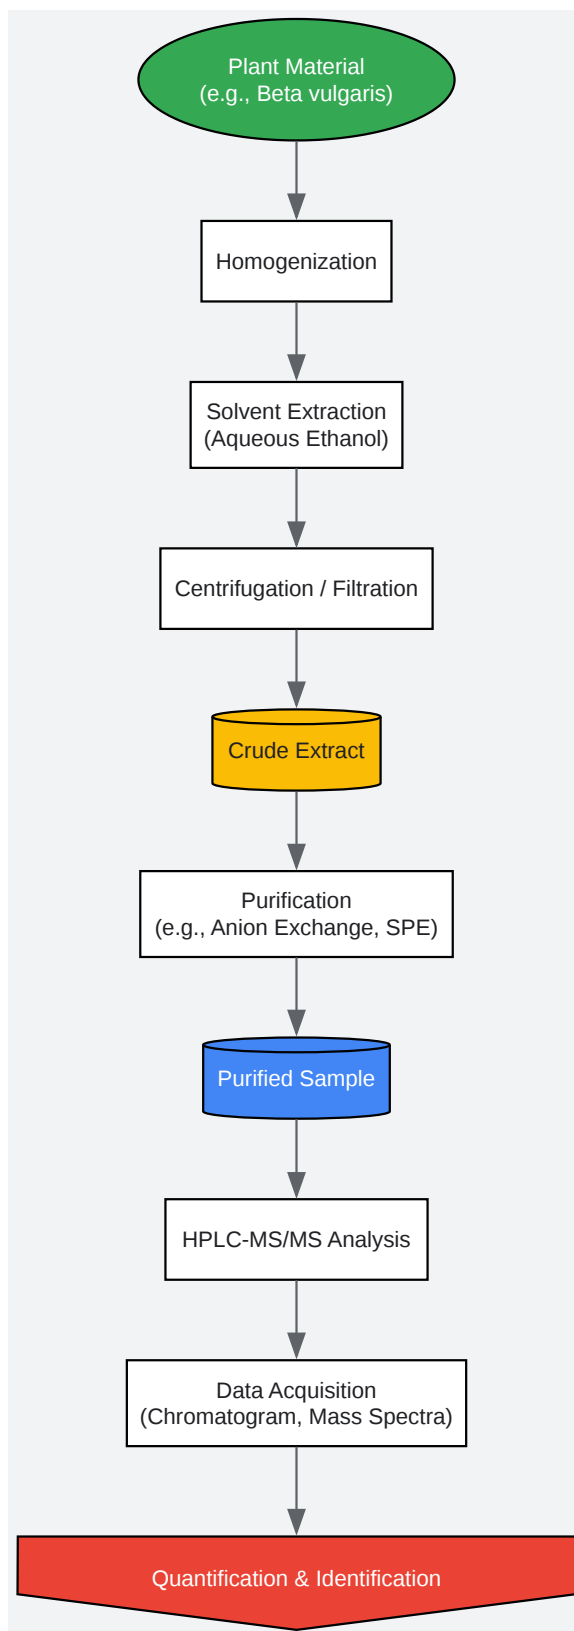 Plant Material
(e.g., Beta vulgaris)
Homogenization
Solvent Extraction
(Aqueous Ethanol)
Centrifugation / Filtration
Crude Extract
Purification
(e.g., Anion Exchange, SPE)
Purified Sample
HPLC-MS/MS Analysis
Data Acquisition
(Chromatogram, Mass Spectra)
Quantification & Identification